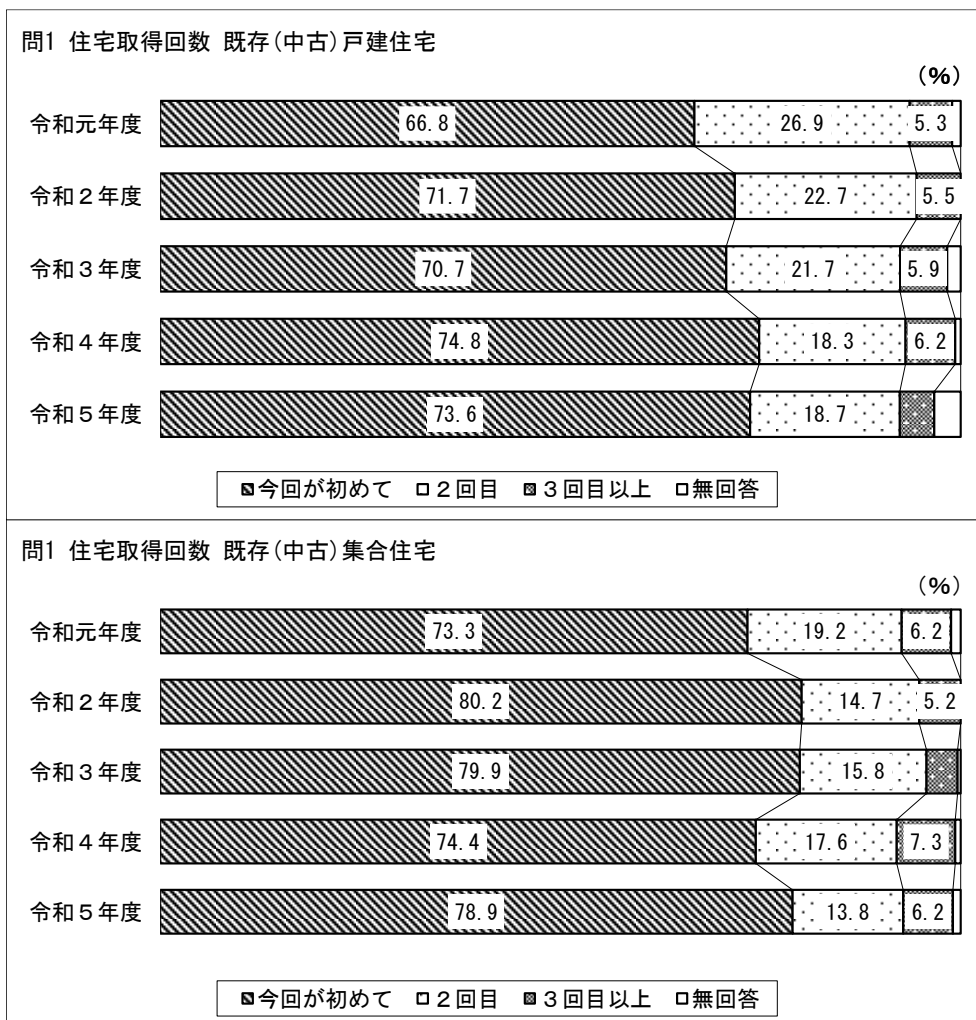 問1 住宅取得回数 既存(中古)戸建住宅
(%)
令和元年度 66.8 26.9 5.3
令和2年度 71.7 22.7 5.5
令和3年度 70.7 21.7 5.9
令和4年度 74.8 18.3 6.2
令和5年度 73.6 18.7
今回が初めて 2回目 3回目以上 無回答
問1 住宅取得回数 既存(中古)集合住宅
(%)
令和元年度 73.3 19.2 6.2
令和2年度 80.2 14.7 5.2
令和3年度 79.9 15.8
令和4年度 74.4 17.6 7.3
令和5年度 78.9 13.8 6.2
今回が初めて 2回目 3回目以上 無回答